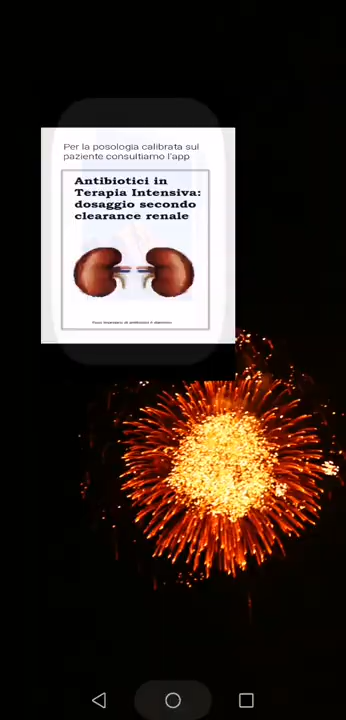 Per la posologia calibrata sul
paziente consultiamo l'app
Antibiotici in
Terapia Intensiva:
dosaggio secondo
clearance renale